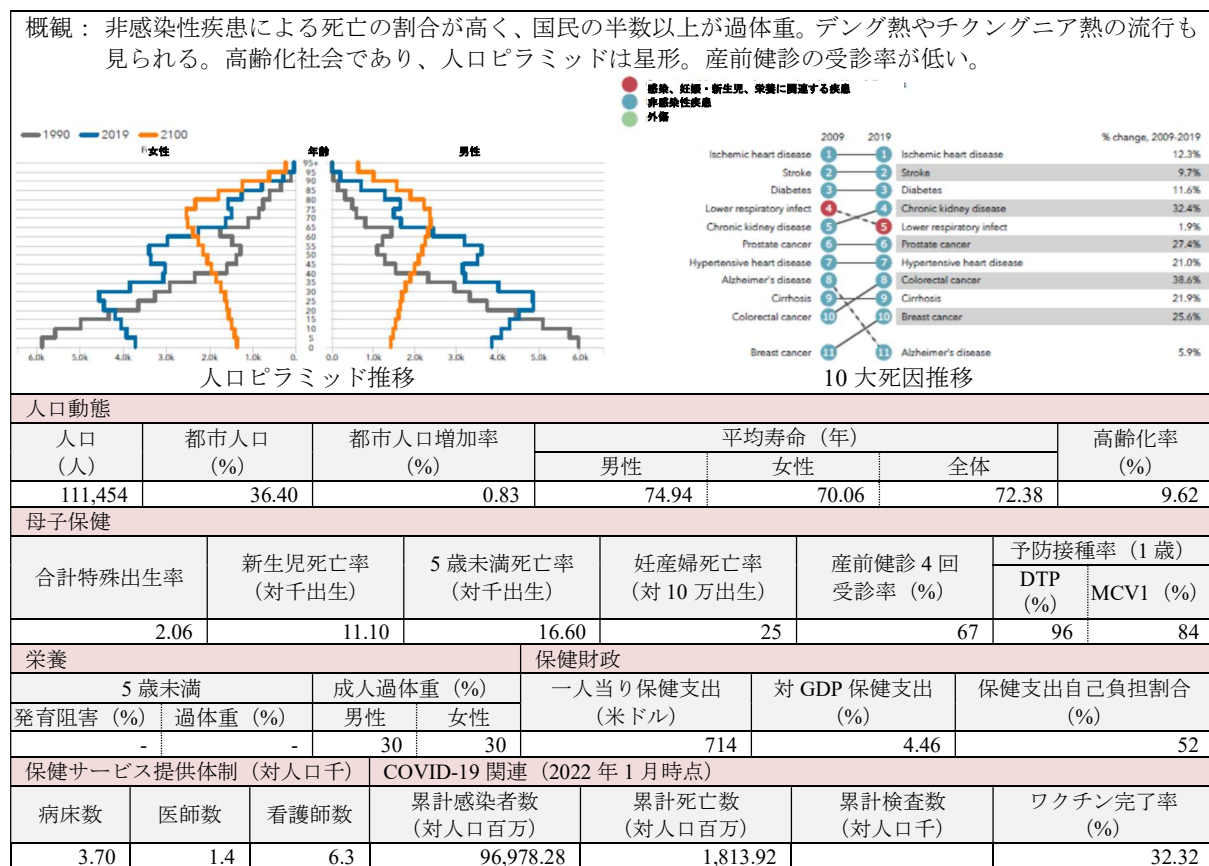 概観： 非感染性疾患による死亡の割合が高く、国民の半数以上が過体重。デング熱やチクングニア熱の流行も
見られる。高齢化社会であり、人口ピラミッドは星形。産前健診の受診率が低い。
感染、妊娠・新生児、栄養に関連する疾患
非感染性疾患
外傷
1990 2019 2100
女性 年齢 男性
95+
90
85
80
75
70
65
60
55
50
45
40
35
30
25
20
15
10
5
0
6.0k 5.0k 4.0k 3.0k 2.0k 1.0k 0. 0.0 1.0k 2.0k 3.0k 4.0k 5.0k 6.0k
人口ピラミッド推移
2009 2019 % change, 2009-2019
Ischemic heart disease 1 1 Ischemic heart disease 12.3%
Stroke 2 2 Stroke 9.7%
Diabetes 3 3 Diabetes 11.6%
Lower respiratory infect 4 4 Chronic kidney disease 32.4%
Chronic kidney disease 5 5 Lower respiratory infect 1.9%
Prostate cancer 6 6 Prostate cancer 27.4%
Hypertensive heart disease 7 7 Hypertensive heart disease 21.0%
Alzheimer's disease 8 8 Colorectal cancer 38.6%
Cirrhosis 9 9 Cirrhosis 21.9%
Colorectal cancer 10 10 Breast cancer 25.6%
Breast cancer 11 11 Alzheimer's disease 5.9%
10 大死因推移
人口動態
人口 都市人口 都市人口増加率 平均寿命（年） 高齢化率
（人） (%) (%) 男性 女性 全体 (%)
111,454 36.40 0.83 74.94 70.06 72.38 9.62
母子保健
合計特殊出生率 新生児死亡率 5 歳未満死亡率 妊産婦死亡率 産前健診 4 回 予防接種率（1 歳）
（対千出生） （対千出生） （対 10 万出生） 受診率（%） DTP (%) MCV1（%）
2.06 11.10 16.60 25 67 96 84
栄養 保健財政
5 歳未満 成人過体重（%） 一人当り保健支出 対 GDP 保健支出 保健支出自己負担割合
発育阻害（%） 過体重（%） 男性 女性 （米ドル） (%) (%)
- - 30 30 714 4.46 52
保健サービス提供体制（対人口千） COVID-19 関連（2022 年 1 月時点）
病床数 医師数 看護師数 累計感染者数 累計死亡数 累計検査数 ワクチン完了率
（対人口百万） （対人口百万） （対人口千） (%)
3.70 1.4 6.3 96,978.28 1,813.92 32.32